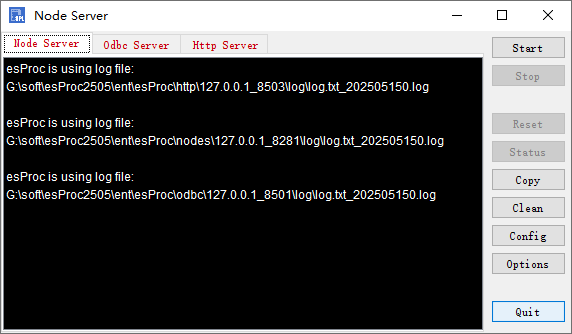 Node Server
Node Server Odbc Server Http Server
esProc is using log file:
G:\soft\esProc2505\ent\esProc\http\127.0.0.1_8503\log\log.txt_202505150.log
esProc is using log file:
G:\soft\esProc2505\ent\esProc\nodes\127.0.0.1_8281\log\log.txt_202505150.log
esProc is using log file:
G:\soft\esProc2505\ent\esProc\odbc\127.0.0.1_8501\log\log.txt_202505150.log
Start
Stop
Reset
Status
Copy
Clean
Config
Options
Quit